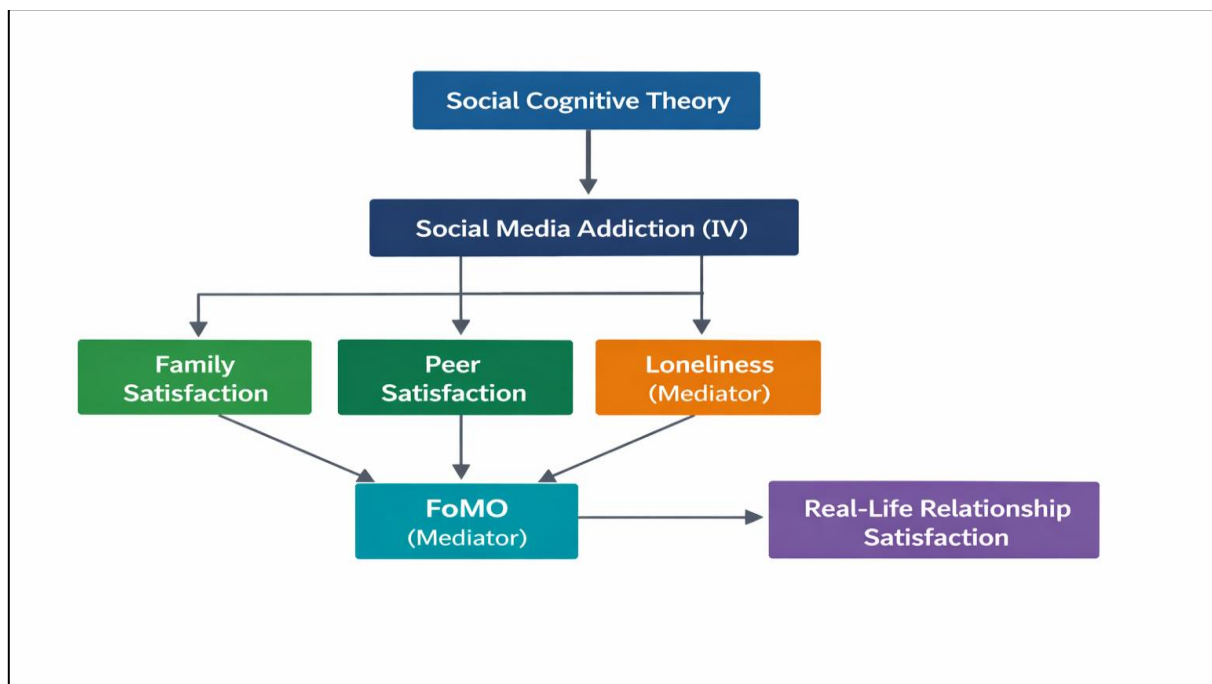 Social Cognitive Theory
Social Media Addiction (IV)
Family
Satisfaction
Peer
Satisfaction
Loneliness
(Mediator)
FoMO
(Mediator)
Real-Life Relationship
Satisfaction